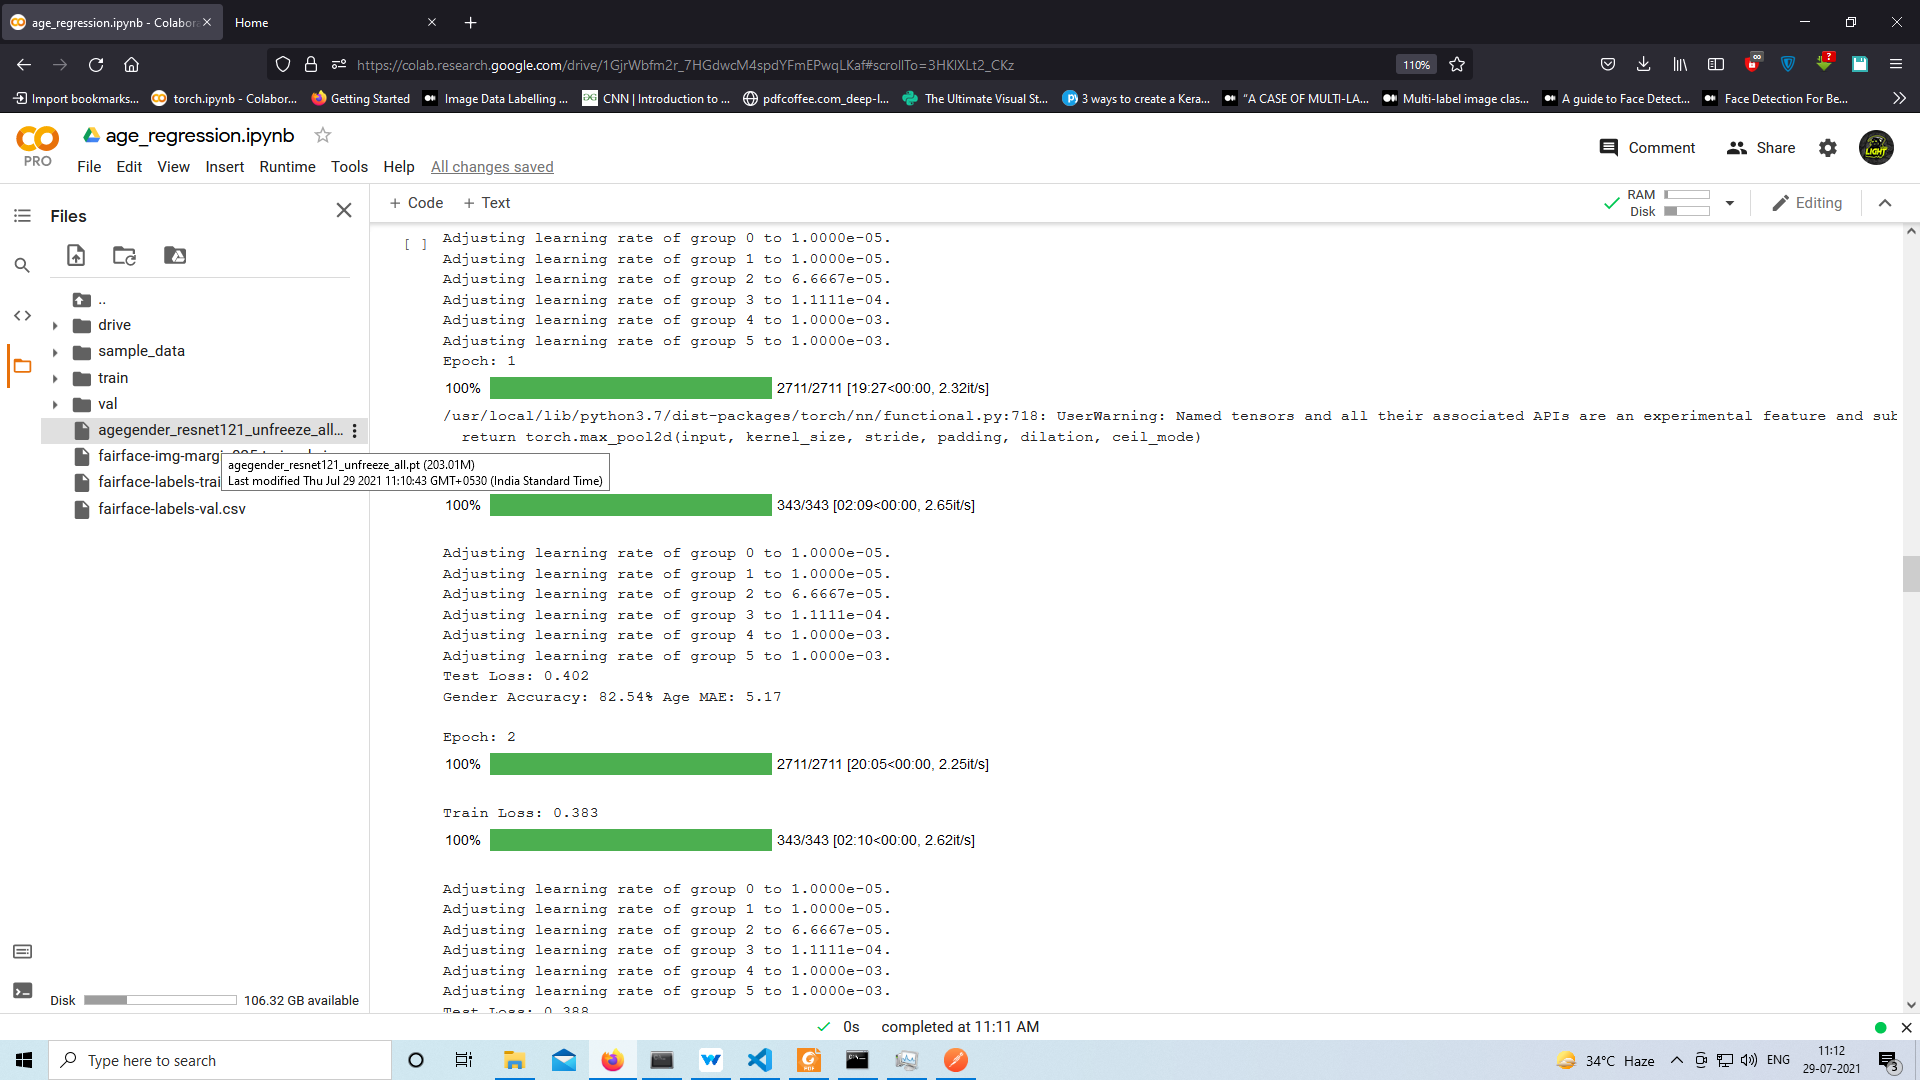 age_regression.ipynb - Colabora
Home
https://colab.research.google.com/drive/1GjrWbfm2r_7HGdwcM4spdYFmEPwqLKaf#scrollTo=3HKlXLt2_CKz
110%
Import bookmarks...
torch.ipynb - Colabor...
Getting Started
Image Data Labelling ...
CNN | Introduction to ...
pdfcoffee.com_deep-l...
The Ultimate Visual St...
3 ways to create a Kera...
“A CASE OF MULTI-LA...
Multi-label image clas...
A guide to Face Detect...
Face Detection For Be...
PRO
age_regression.ipynb
File Edit View Insert Runtime Tools Help All changes saved
Comment
Share
LIGHT
Files
+ Code + Text
RAM
Disk
Editing
..
drive
sample_data
train
val
agegender_resnet121_unfreeze_all...
fairface-img-margi
fairface-labels-trai
fairface-labels-val.csv
agegender_resnet121_unfreeze_all.pt (203.01M)
Last modified Thu Jul 29 2021 11:10:43 GMT+0530 (India Standard Time)
Disk 106.32 GB available
[ ]
Adjusting learning rate of group 0 to 1.0000e-05.
Adjusting learning rate of group 1 to 1.0000e-05.
Adjusting learning rate of group 2 to 6.6667e-05.
Adjusting learning rate of group 3 to 1.1111e-04.
Adjusting learning rate of group 4 to 1.0000e-03.
Adjusting learning rate of group 5 to 1.0000e-03.
Epoch: 1
100% 2711/2711 [19:27<00:00, 2.32it/s]
/usr/local/lib/python3.7/dist-packages/torch/nn/functional.py:718: UserWarning: Named tensors and all their associated APIs are an experimental feature and sub
return torch.max_pool2d(input, kernel_size, stride, padding, dilation, ceil_mode)
100% 343/343 [02:09<00:00, 2.65it/s]
Adjusting learning rate of group 0 to 1.0000e-05.
Adjusting learning rate of group 1 to 1.0000e-05.
Adjusting learning rate of group 2 to 6.6667e-05.
Adjusting learning rate of group 3 to 1.1111e-04.
Adjusting learning rate of group 4 to 1.0000e-03.
Adjusting learning rate of group 5 to 1.0000e-03.
Test Loss: 0.402
Gender Accuracy: 82.54% Age MAE: 5.17
Epoch: 2
100% 2711/2711 [20:05<00:00, 2.25it/s]
Train Loss: 0.383
100% 343/343 [02:10<00:00, 2.62it/s]
Adjusting learning rate of group 0 to 1.0000e-05.
Adjusting learning rate of group 1 to 1.0000e-05.
Adjusting learning rate of group 2 to 6.6667e-05.
Adjusting learning rate of group 3 to 1.1111e-04.
Adjusting learning rate of group 4 to 1.0000e-03.
Adjusting learning rate of group 5 to 1.0000e-03.
Test Loss: 0.388
0s completed at 11:11 AM
Type here to search
34°C Haze
ENG
11:12
29-07-2021
3